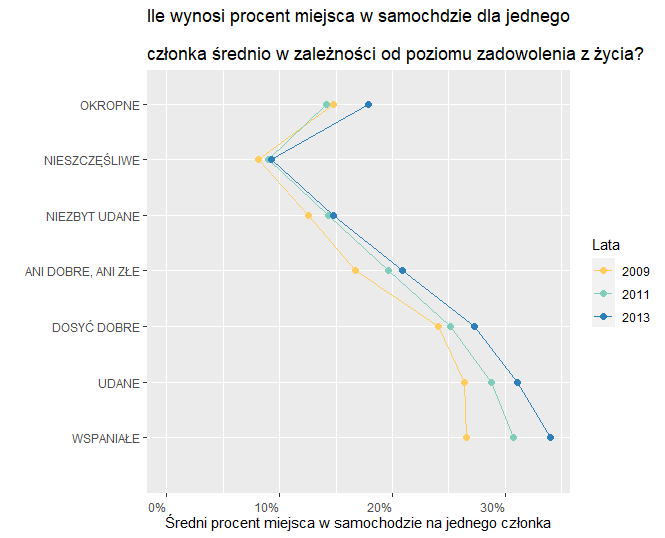 Ile wynosi procent miejsca w samochdzie dla jednego
członka średnio w zależności od poziomu zadowolenia z życia?
OKROPNE
NIESZCZĘŚLIWE
NIEZBYT UDANE
ANI DOBRE, ANI ZŁE
DOSYĆ DOBRE
UDANE
WSPANIAŁE
Lata
2009
2011
2013
0% 10% 20% 30%
Średni procent miejsca w samochodzie na jednego członka